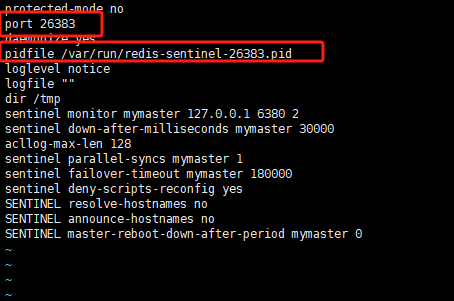 protected-mode no
port 26383
daemonize yes
pidfile /var/run/redis-sentinel-26383.pid
loglevel notice
logfile ""
dir /tmp
sentinel monitor mymaster 127.0.0.1 6380 2
sentinel down-after-milliseconds mymaster 30000
acllog-max-len 128
sentinel parallel-syncs mymaster 1
sentinel failover-timeout mymaster 180000
sentinel deny-scripts-reconfig yes
SENTINEL resolve-hostnames no
SENTINEL announce-hostnames no
SENTINEL master-reboot-down-after-period mymaster 0
~
~
~
~